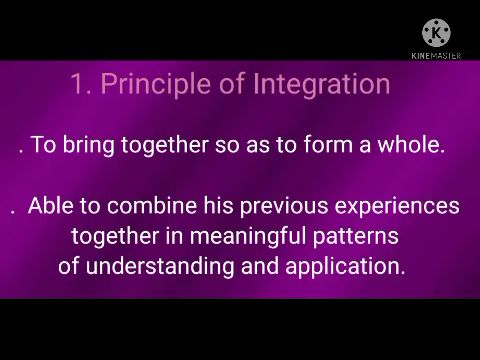 K
KINEMASTER
1. Principle of Integration
. To bring together so as to form a whole.
. Able to combine his previous experiences
together in meaningful patterns
of understanding and application.